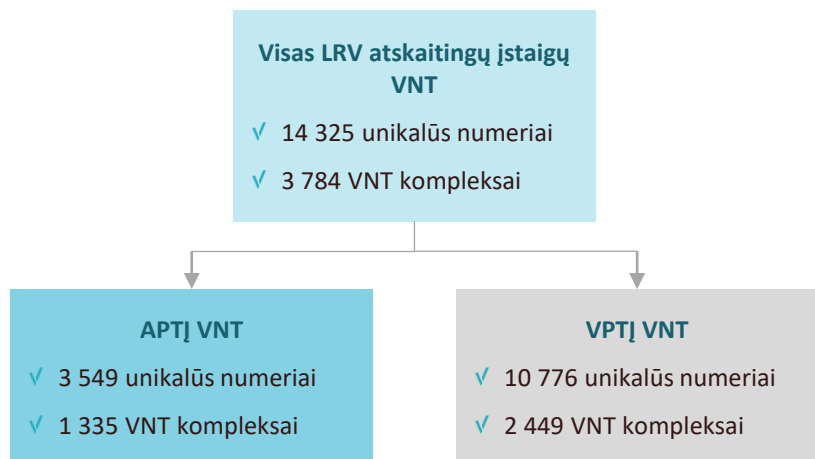 Visas LRV atskaitingų įstaigų
VNT
√ 14 325 unikalūs numeriai
√ 3 784 VNT kompleksai
APTĮ VNT
√ 3 549 unikalūs numeriai
√ 1 335 VNT kompleksai
VPTĮ VNT
√ 10 776 unikalūs numeriai
√ 2 449 VNT kompleksai